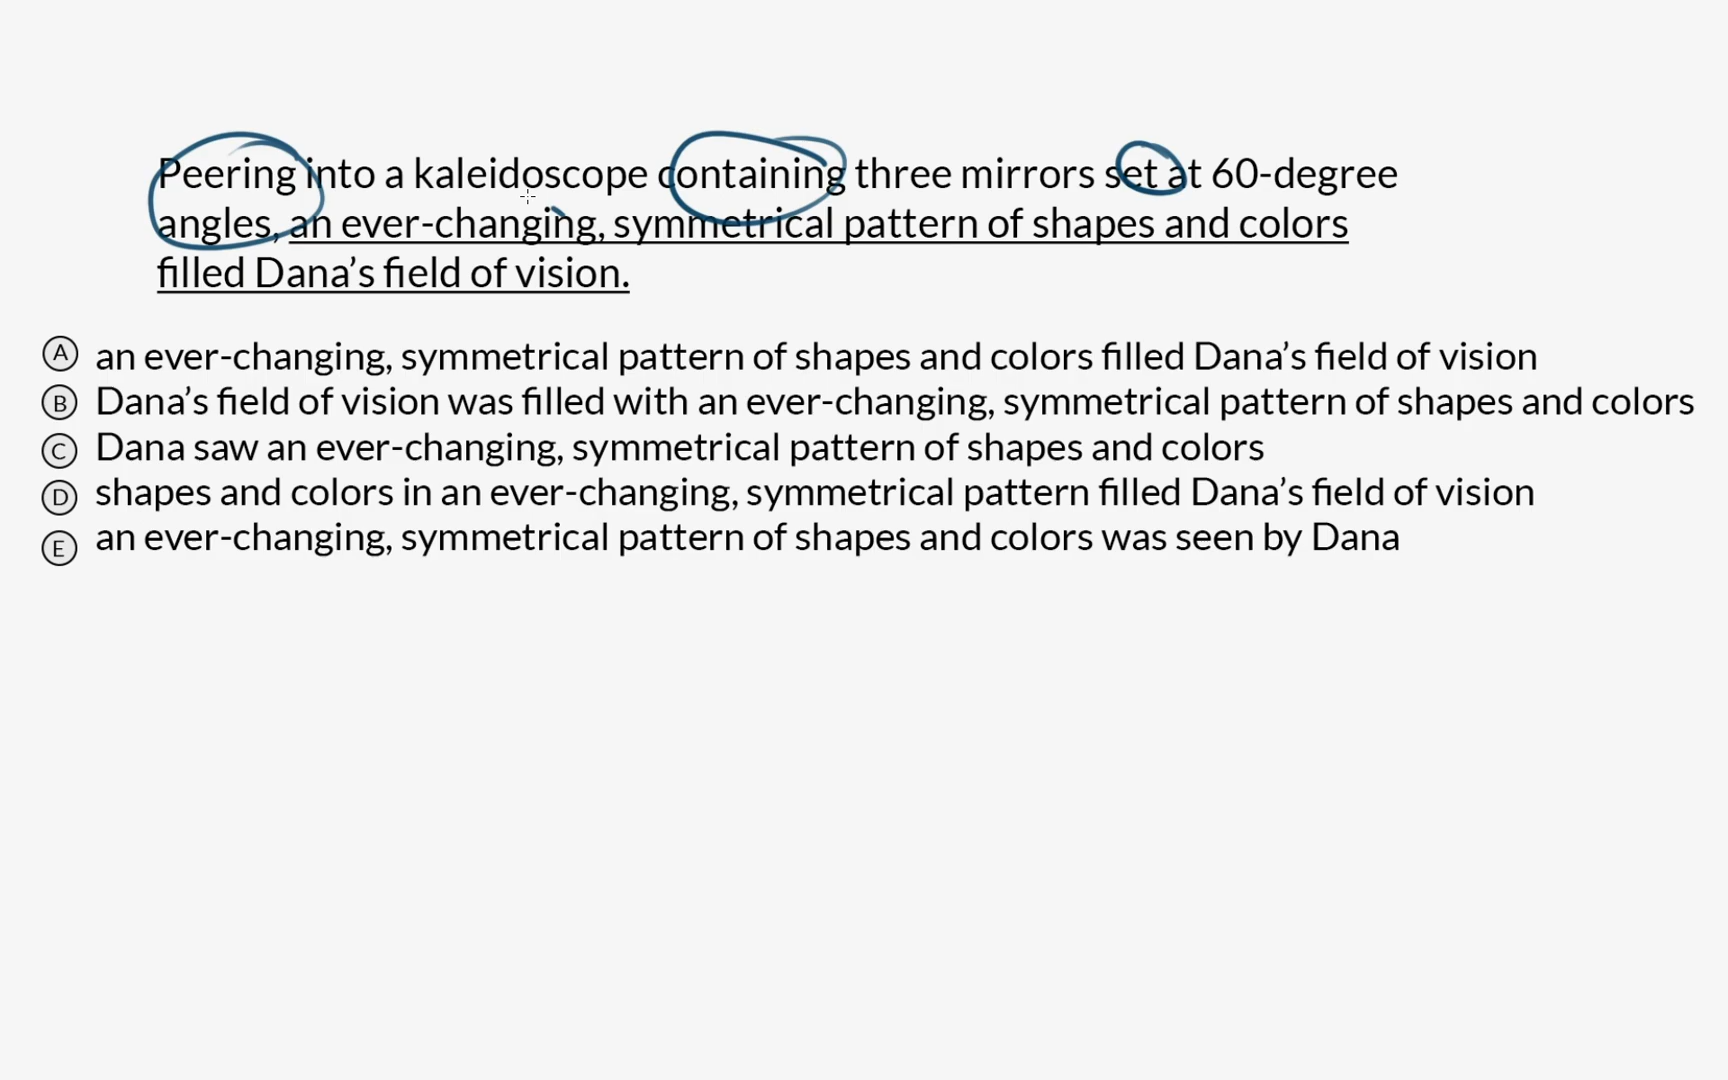 Peering into a kaleidoscope containing three mirrors set at 60-degree
angles, an ever-changing, symmetrical pattern of shapes and colors
filled Dana’s field of vision.
A an ever-changing, symmetrical pattern of shapes and colors filled Dana’s field of vision
B Dana’s field of vision was filled with an ever-changing, symmetrical pattern of shapes and colors
C Dana saw an ever-changing, symmetrical pattern of shapes and colors
D shapes and colors in an ever-changing, symmetrical pattern filled Dana’s field of vision
E an ever-changing, symmetrical pattern of shapes and colors was seen by Dana